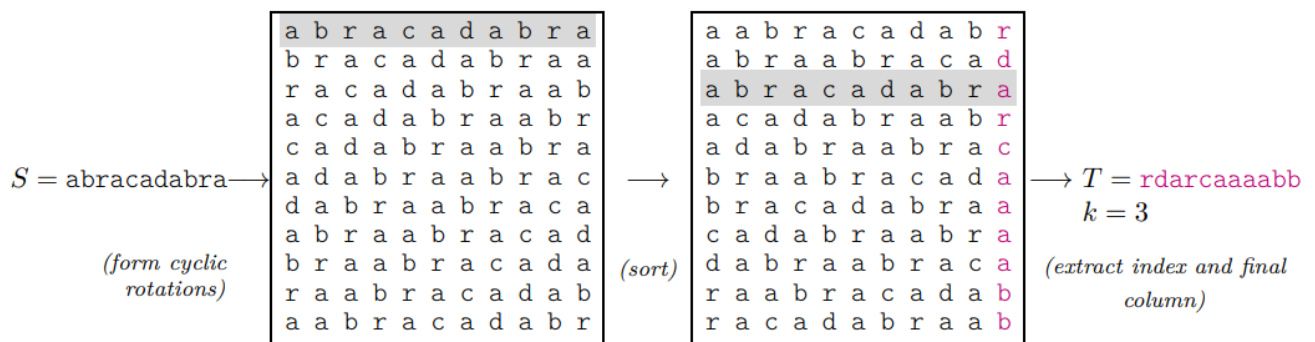 S = abracadabra
(form cyclic
rotations)
a b r a c a d a b r a
b r a c a d a b r a a
r a c a d a b r a a b
a c a d a b r a a b r
c a d a b r a a b r a
a d a b r a a b r a c
d a b r a a b r a c a
a b r a a b r a c a d
b r a a b r a c a d a
r a a b r a c a d a b
a a b r a c a d a b r
(sort)
a a b r a c a d a b r
a b r a a b r a c a d
a b r a c a d a b r a
a c a d a b r a a b r
a d a b r a a b r a c
b r a a b r a c a d a
b r a c a d a b r a a
c a d a b r a a b r a
d a b r a a b r a c a
r a a b r a c a d a b
r a c a d a b r a a b
T = rdarcaaaabb
k = 3
(extract index and final
column)